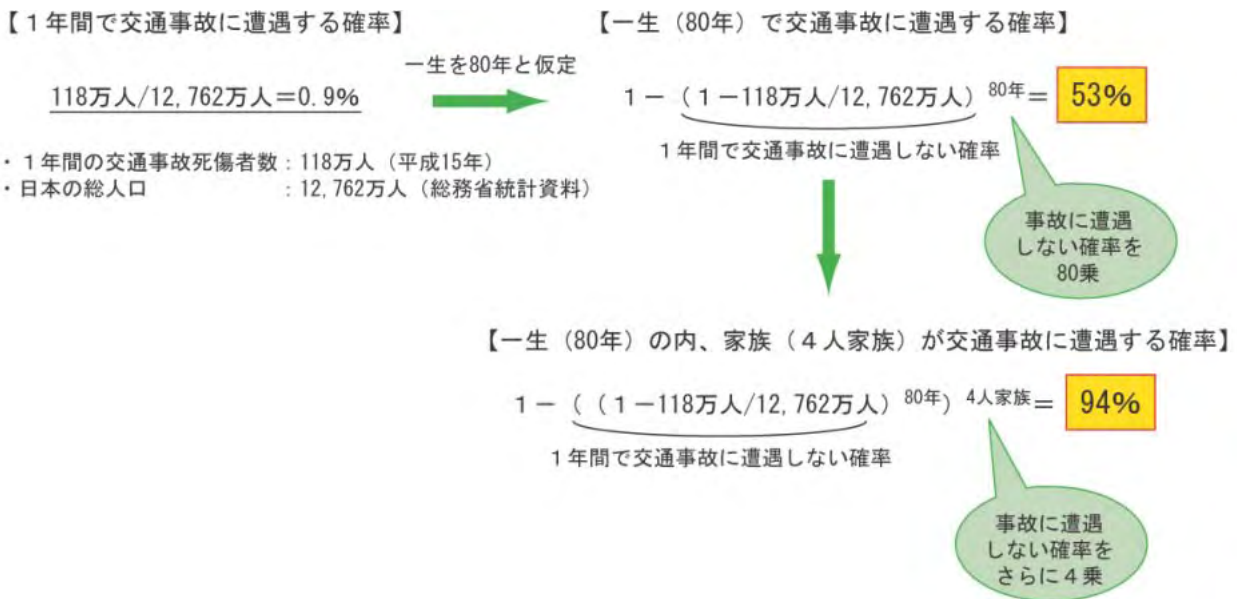 【１年間で交通事故に遭遇する確率】
118万人/12,762万人＝0.9%
・１年間の交通事故死傷者数：118万人（平成15年）
・日本の総人口　　　　　　：12,762万人（総務省統計資料）
一生を80年と仮定
【一生（80年）で交通事故に遭遇する確率】
１－（１－118万人/12,762万人）80年＝ 53%
１年間で交通事故に遭遇しない確率
事故に遭遇
しない確率を
80乗
【一生（80年）の内、家族（４人家族）が交通事故に遭遇する確率】
１－（（１－118万人/12,762万人）80年）4人家族＝ 94%
１年間で交通事故に遭遇しない確率
事故に遭遇
しない確率を
さらに４乗